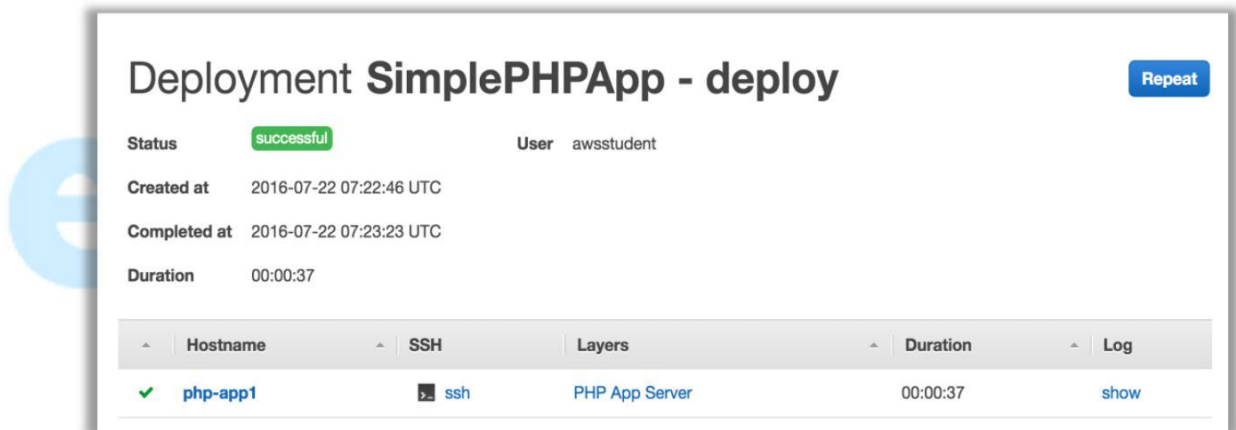 Deployment SimplePHPApp - deploy Repeat
Status successful User awsstudent
Created at 2016-07-22 07:22:46 UTC
Completed at 2016-07-22 07:23:23 UTC
Duration 00:00:37
Hostname SSH Layers Duration Log
php-app1 ssh PHP App Server 00:00:37 show